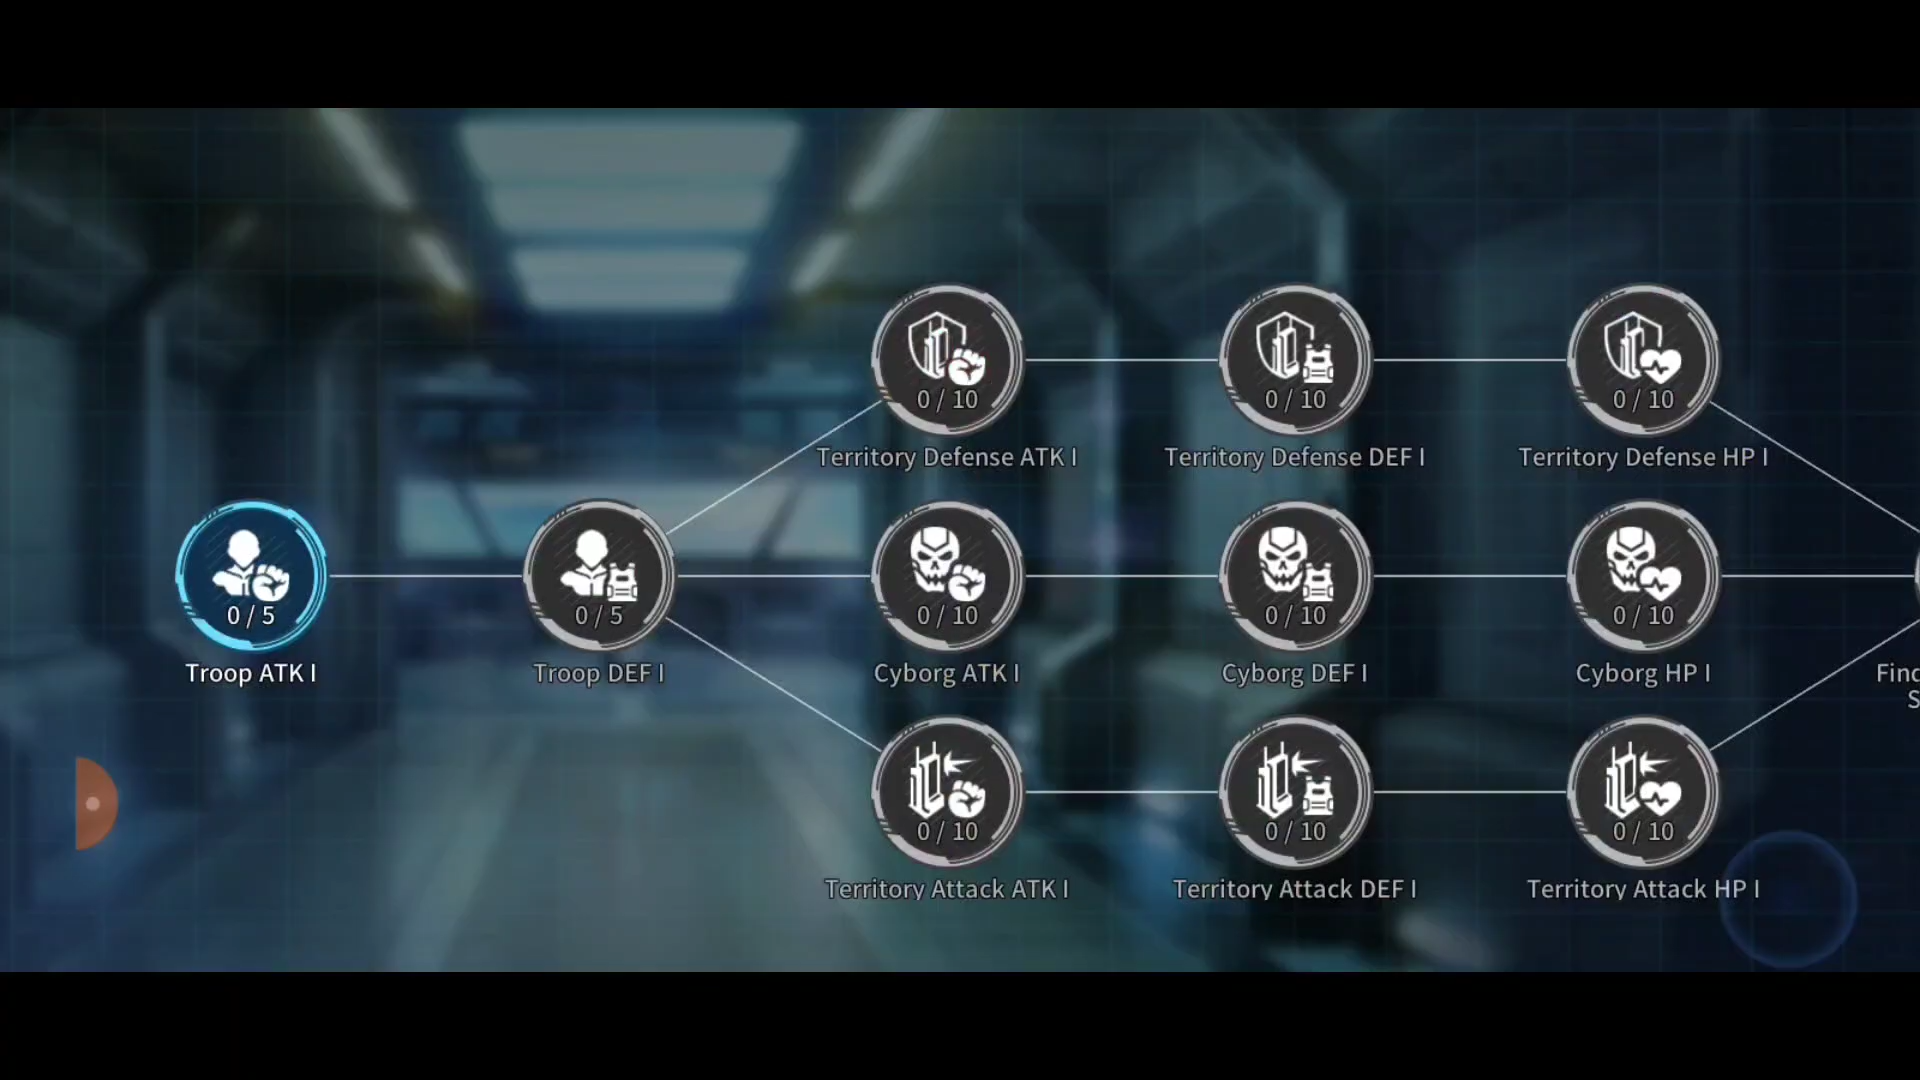 0 / 10
0 / 10
0 / 10
Territory Defense ATK I
Territory Defense DEF I
Territory Defense HP I
0 / 5
0 / 5
0 / 10
0 / 10
0 / 10
Troop ATK I
Troop DEF I
Cyborg ATK I
Cyborg DEF I
Cyborg HP I
0 / 10
0 / 10
0 / 10
Territory Attack ATK I
Territory Attack DEF I
Territory Attack HP I